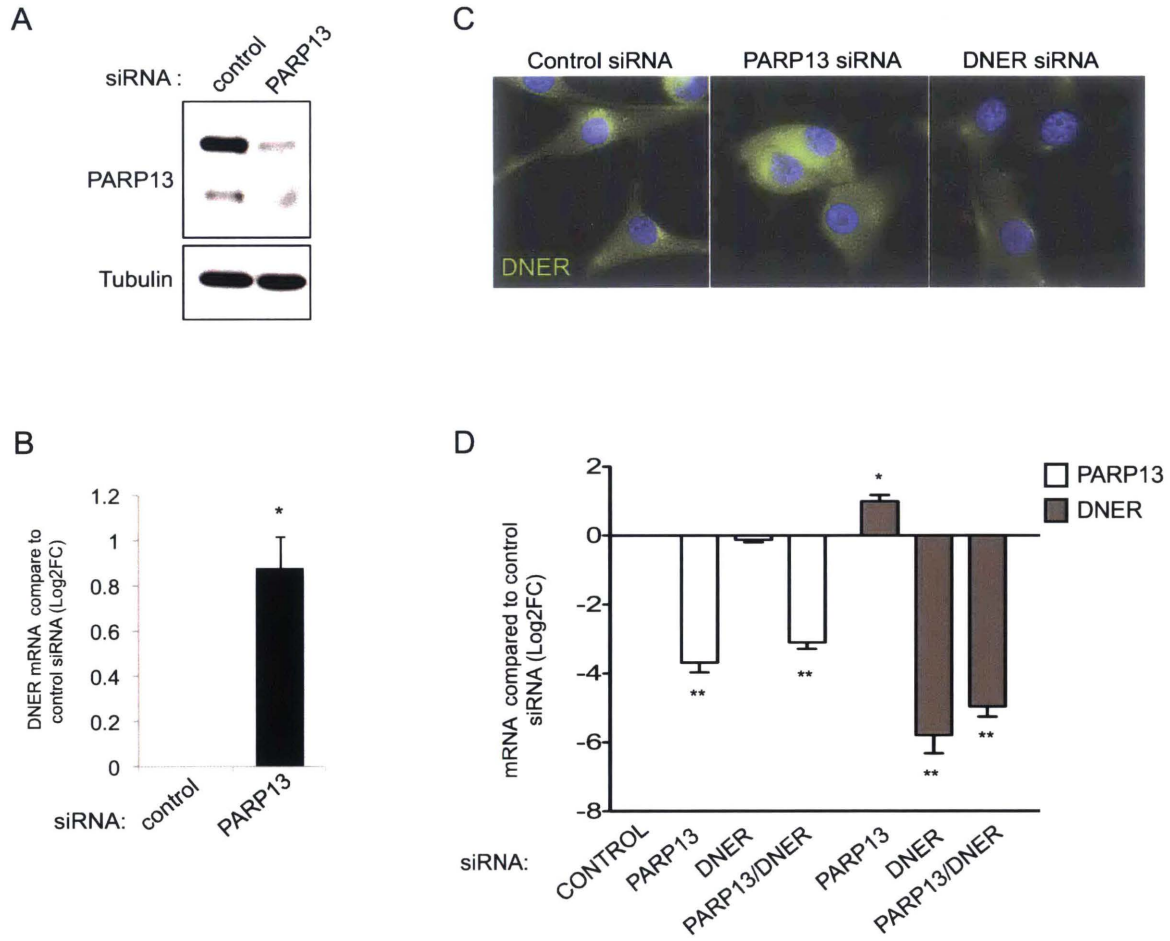 A
siRNA :
control
PARP13
PARP13
Tubulin
C
Control siRNA
PARP13 siRNA
DNER siRNA
DNER
B
DNER mRNA compare to
control siRNA (Log2FC)
1.2
1
0.8
0.6
0.4
0.2
0
*
siRNA:
control
PARP13
D
mRNA compared to control
siRNA (Log2FC)
2
0
-2
-4
-6
-8
**
**
*
**
**
PARP13
DNER
siRNA:
CONTROL
PARP13
DNER
PARP13/DNER
PARP13
DNER
PARP13/DNER